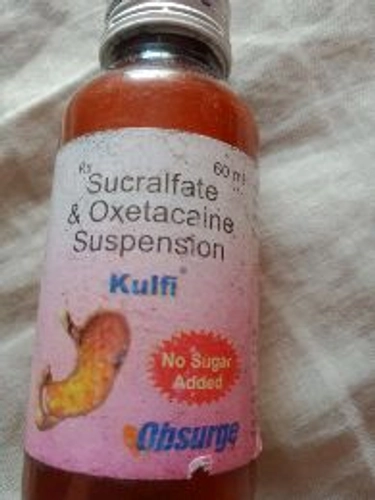 Rx
60 ml
Sucralfate
& Oxetacaine
Suspension
Kulfi®
No Sugar
Added
Obsurge